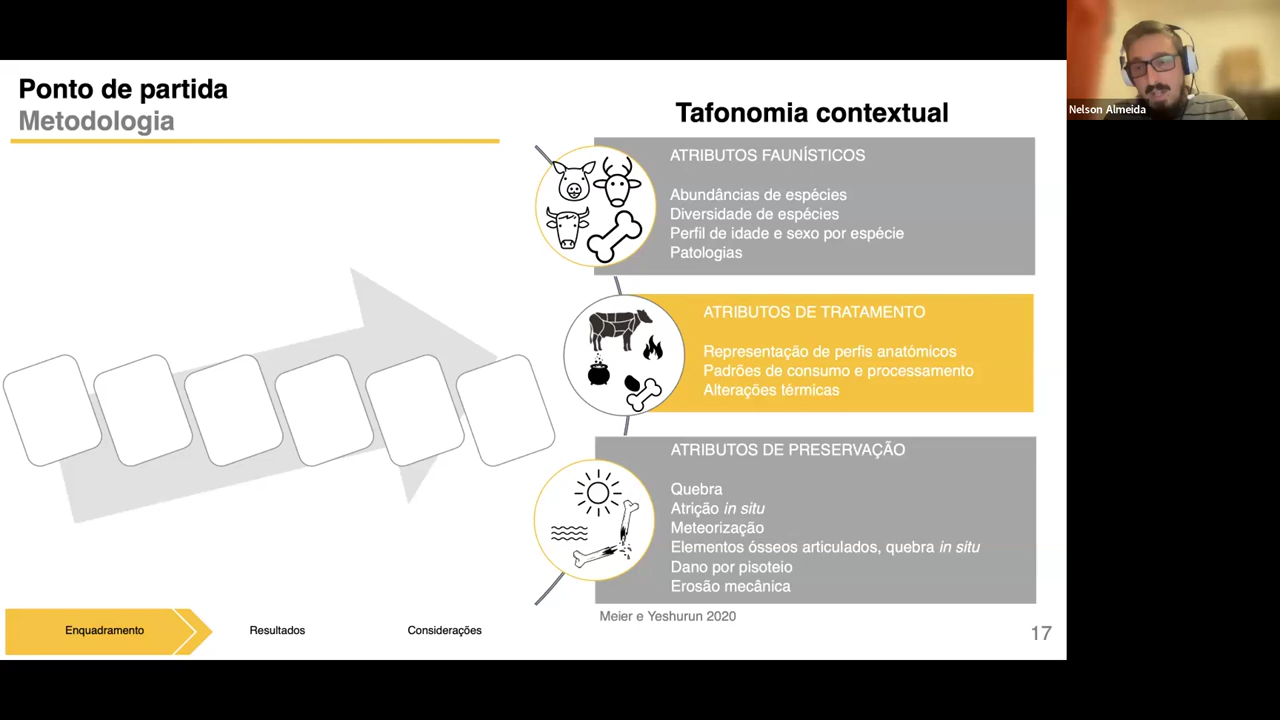 Ponto de partida
Metodologia
Tafonomia contextual
ATRIBUTOS FAUNÍSTICOS
Abundâncias de espécies
Diversidade de espécies
Perfil de idade e sexo por espécie
Patologias
ATRIBUTOS DE TRATAMENTO
Representação de perfis anatómicos
Padrões de consumo e processamento
Alterações térmicas
ATRIBUTOS DE PRESERVAÇÃO
Quebra
Atrição in situ
Meteorização
Elementos ósseos articulados, quebra in situ
Dano por pisoteio
Erosão mecânica
Meier e Yeshurun 2020
Enquadramento
Resultados
Considerações
17
Nelson Almeida